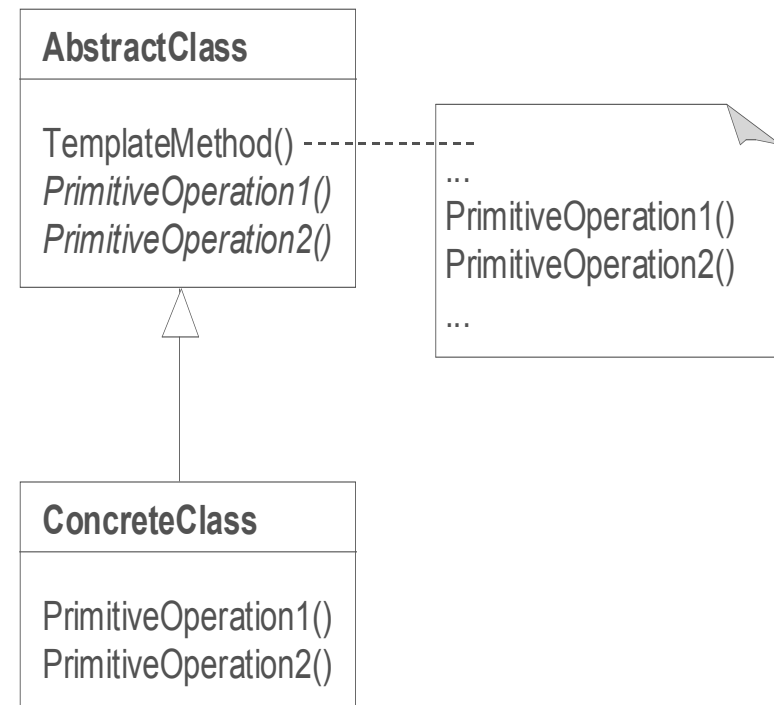 AbstractClass
TemplateMethod()
PrimitiveOperation1()
PrimitiveOperation2()
...
PrimitiveOperation1()
PrimitiveOperation2()
...
ConcreteClass
PrimitiveOperation1()
PrimitiveOperation2()